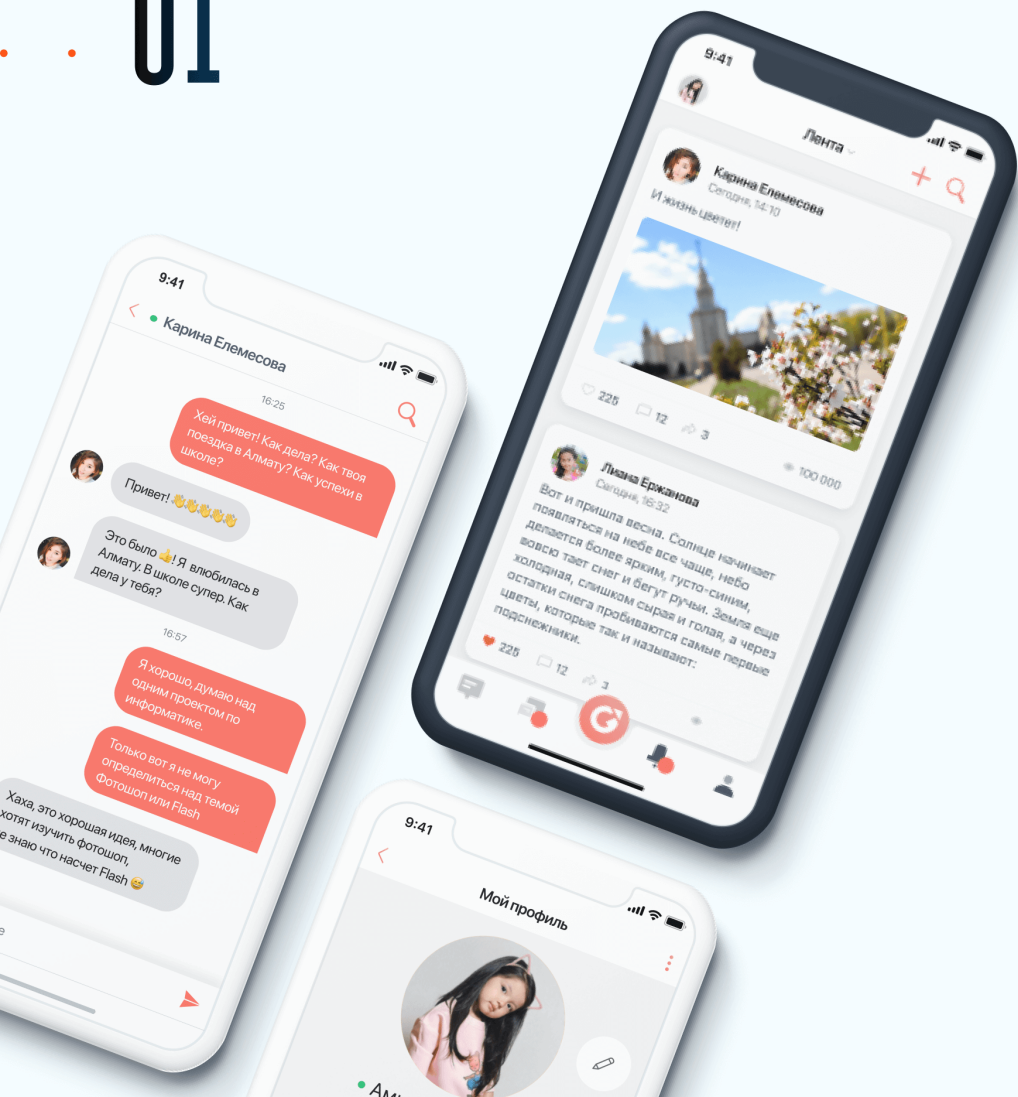 01
9:41
Карина Елемесова
16:25
Хей привет! Как дела? Как твоя
поездка в Алмату? Как успехи в
школе?
Привет! 👋👋👋👋👋
Это было 👍! Я влюбилась в
Алмату. В школе супер. Как
дела у тебя?
16:57
Я хорошо, думаю над
одним проектом по
информатике.
Только вот я не могу
определиться над темой
Фотошоп или Flash
Хаха, это хорошая идея, многие
хотят изучить фотошоп,
е знаю что насчет Flash 😅
е
9:41
Лента
Карина Елемесова
Сегодня, 14:10
И жизнь цветет!
225
12
3
100 000
Лиана Ержанова
Сегодня, 16:32
Вот и пришла весна. Солнце начинает
появляться на небе все чаще, небо
делается более ярким, густо-синим,
вовсю тает снег и бегут ручьи. Земля еще
холодная, слишком сырая и голая, а через
остатки снега пробиваются самые первые
цветы, которые так и называют:
подснежники.
225
12
3
9:41
Мой профиль